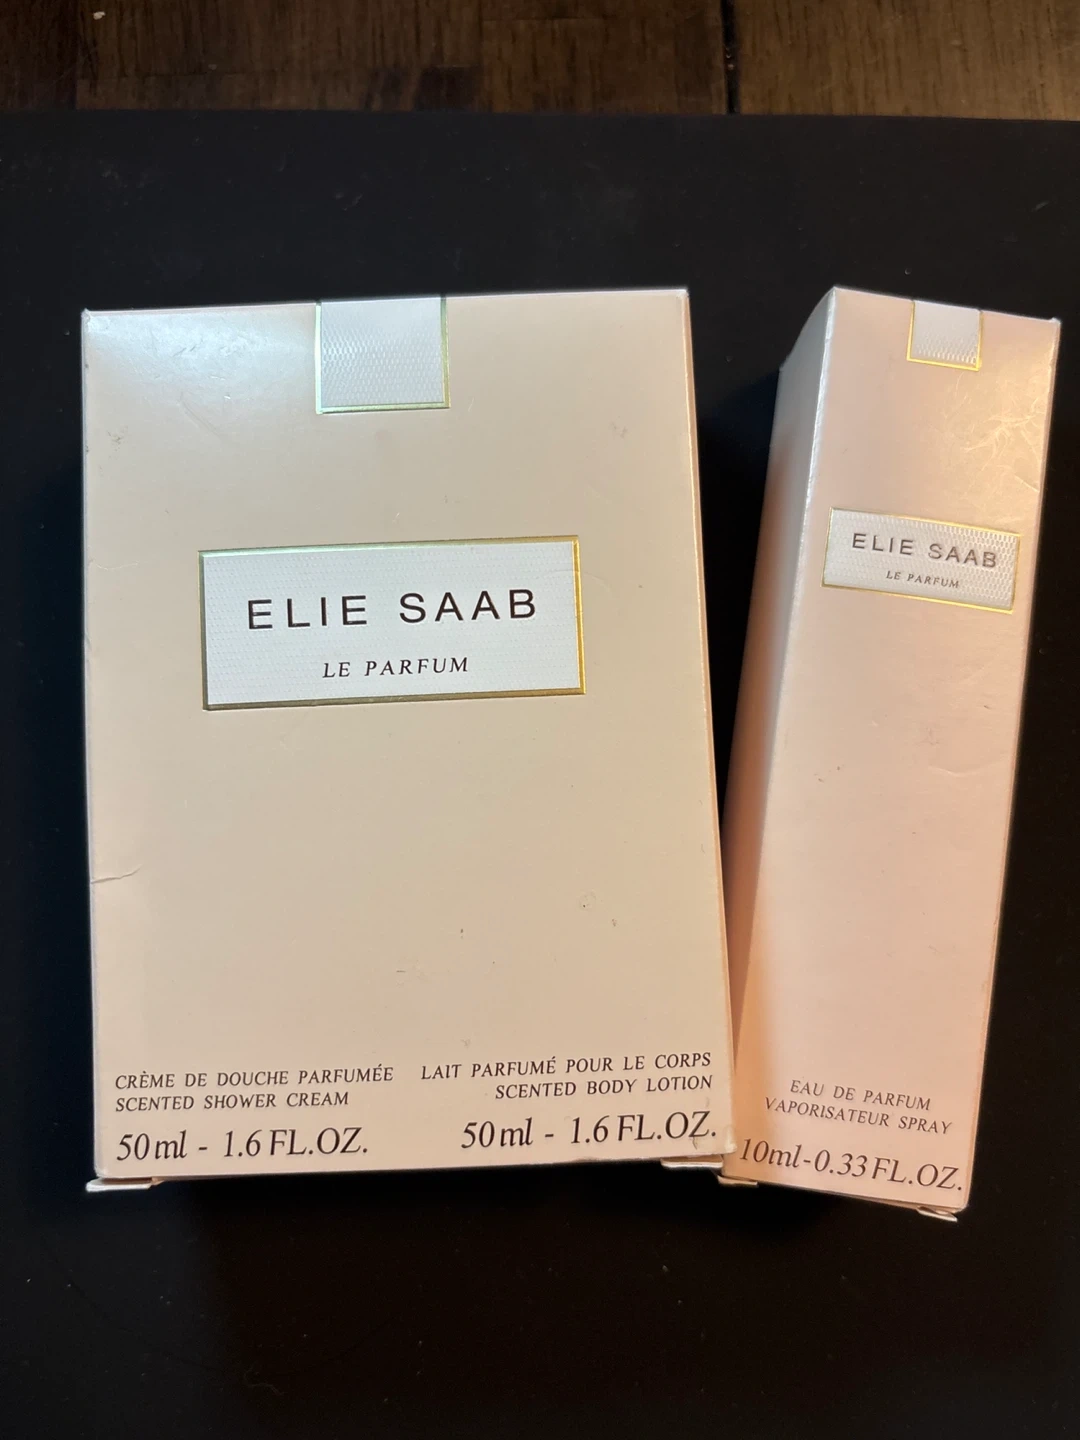 ELIE SAAB
LE PARFUM
CRÈME DE DOUCHE PARFUMÉE
SCENTED SHOWER CREAM
50ml - 1.6 FL.OZ.
LAIT PARFUMÉ POUR LE CORPS
SCENTED BODY LOTION
50ml - 1.6 FL.OZ.
ELIE SAAB
LE PARFUM
EAU DE PARFUM
VAPORISATEUR SPRAY
10ml-0.33 FL.OZ.